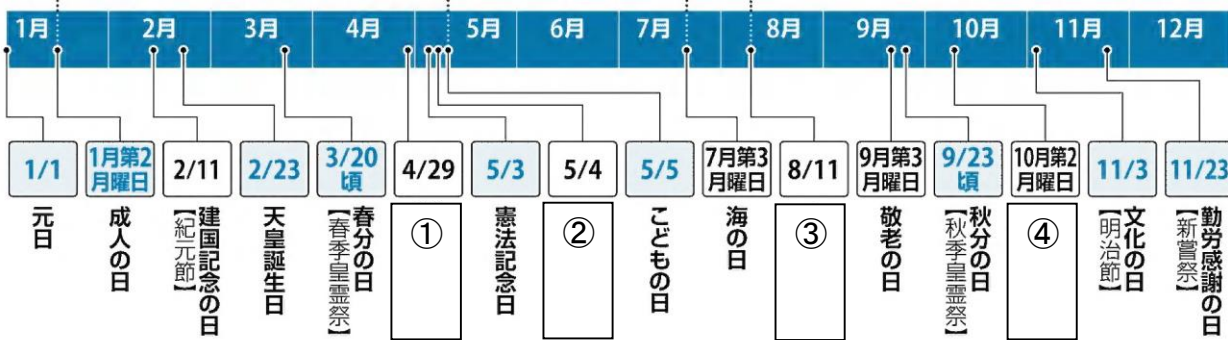 1月 2月 3月 4月 5月 6月 7月 8月 9月 10月 11月 12月
1/1
1月第2
月曜日
2/11
2/23
3/20
頃
4/29
5/3
5/4
5/5
7月第3
月曜日
8/11
9月第3
月曜日
9/23
頃
10月第2
月曜日
11/3
11/23
元日
成人の日
建国記念の日
【紀元節】
天皇誕生日
春分の日
【春季皇霊祭】
①
憲法記念日
②
こどもの日
海の日
③
敬老の日
秋分の日
【秋季皇霊祭】
④
文化の日
【明治節】
勤労感謝の日
【新嘗祭】